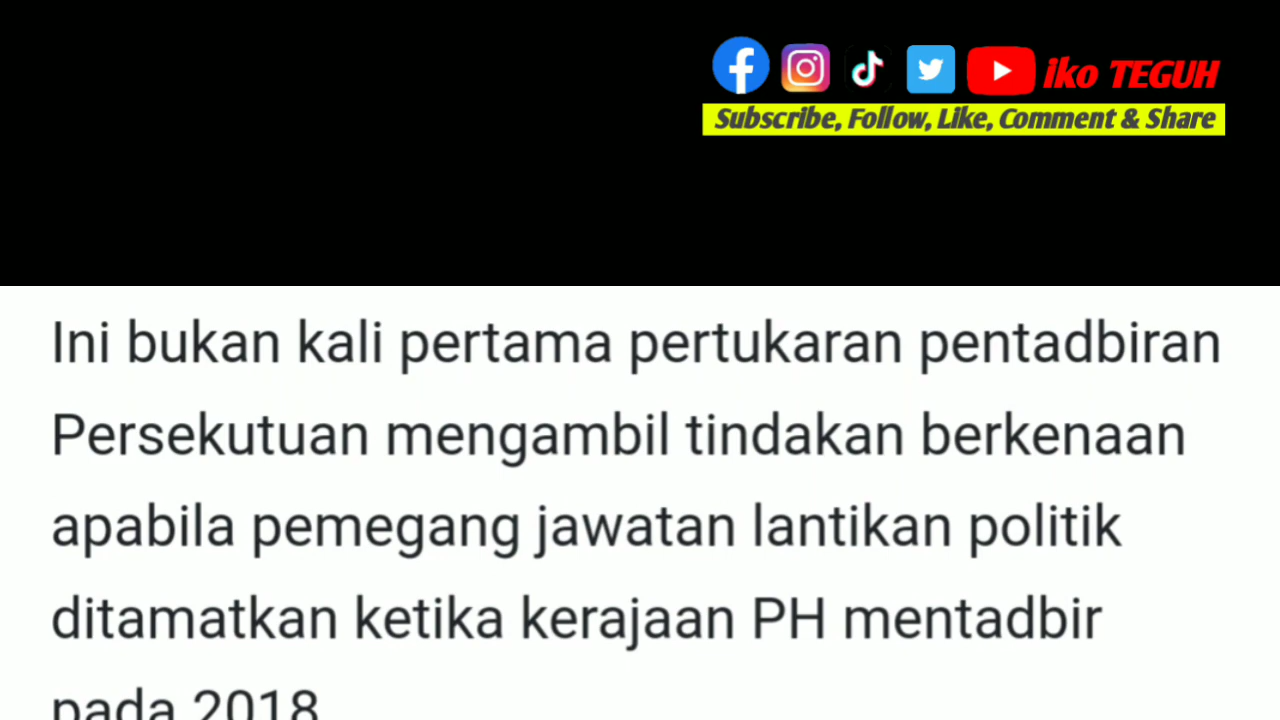 iko TEGUH
Subscribe, Follow, Like, Comment & Share
Ini bukan kali pertama pertukaran pentadbiran
Persekutuan mengambil tindakan berkenaan
apabila pemegang jawatan lantikan politik
ditamatkan ketika kerajaan PH mentadbir
pada 2018